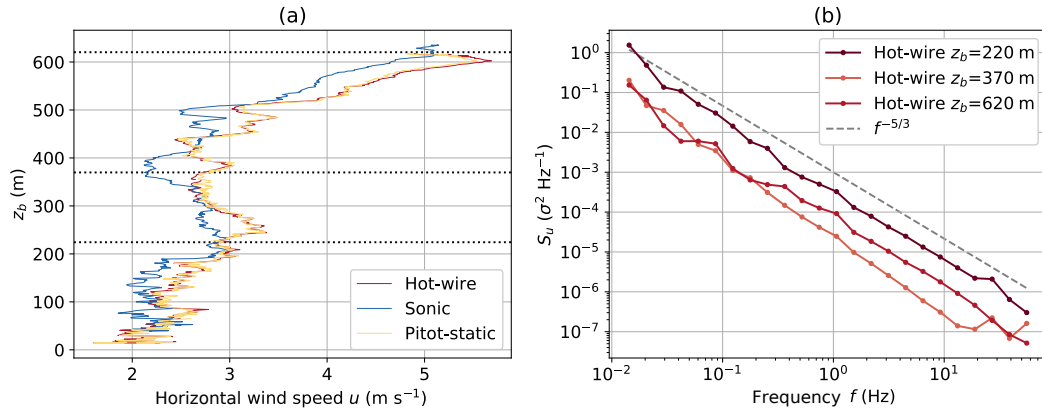 (a)
600
500
400
300
200
100
0
z_b (m)
2
3
4
5
Horizontal wind speed u (m s⁻¹)
Hot-wire
Sonic
Pitot-static
(b)
10⁰
10⁻¹
10⁻²
10⁻³
10⁻⁴
10⁻⁵
10⁻⁶
10⁻⁷
S_u (σ² Hz⁻¹)
10⁻²
10⁻¹
10⁰
10¹
Frequency f (Hz)
Hot-wire z_b=220 m
Hot-wire z_b=370 m
Hot-wire z_b=620 m
f⁻⁵/³